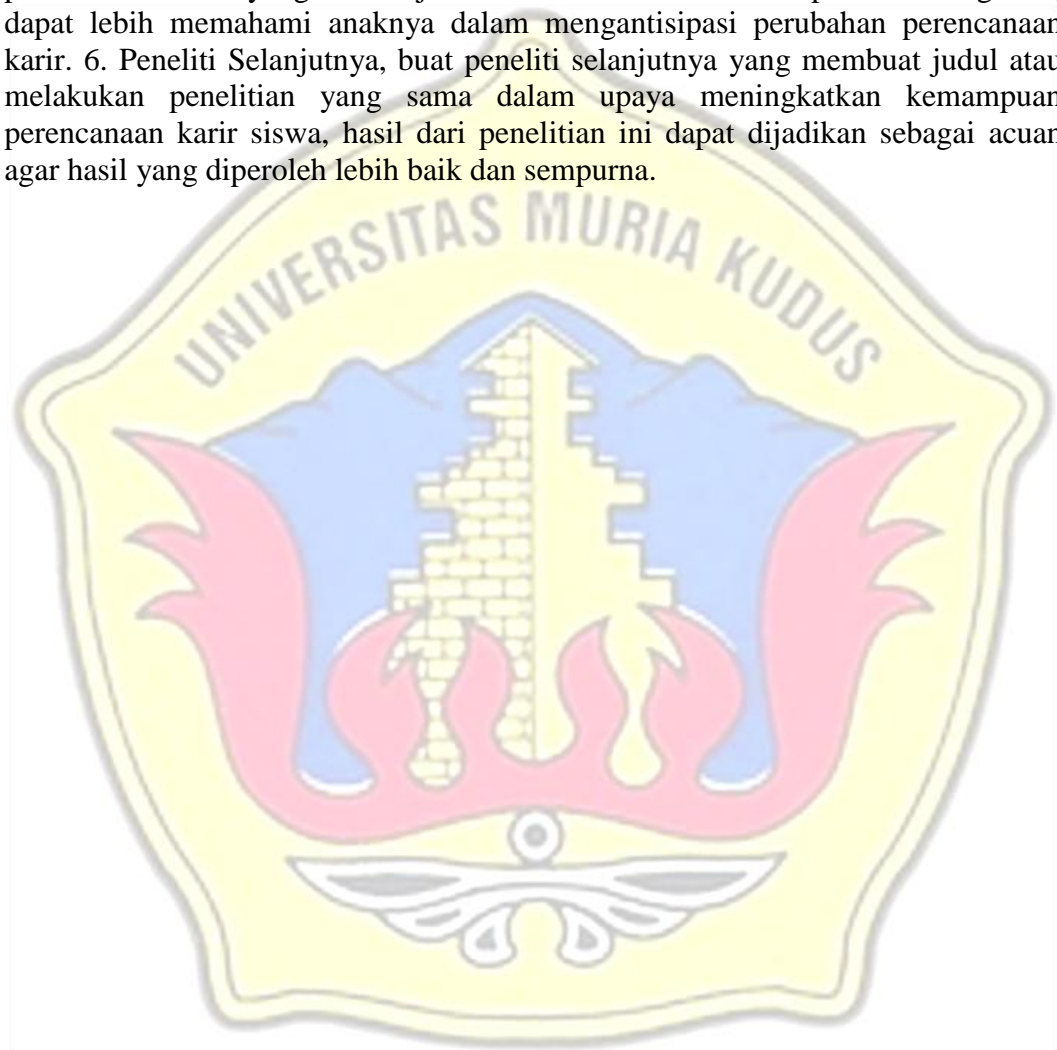 dapat lebih memahami anaknya dalam mengantisipasi perubahan perencanaan
karir. 6. Peneliti Selanjutnya, buat peneliti selanjutnya yang membuat judul atau
melakukan penelitian yang sama dalam upaya meningkatkan kemampuan
perencanaan karir siswa, hasil dari penelitian ini dapat dijadikan sebagai acuan
agar hasil yang diperoleh lebih baik dan sempurna.
UNIVERSITAS MURIA KUDUS